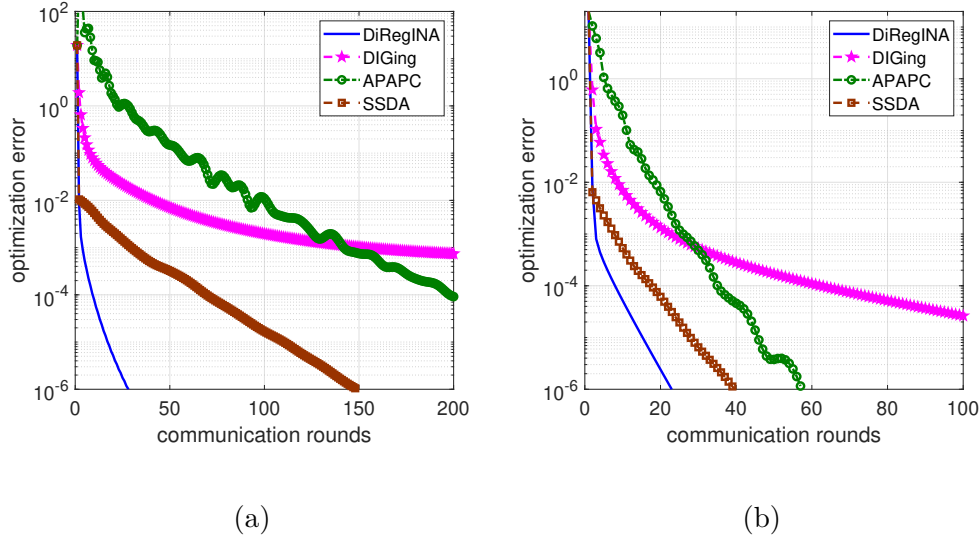 optimization error
10^2
10^0
10^-2
10^-4
10^-6
0
50
100
150
200
communication rounds
DiRegINA
DIGing
APAPC
SSDA
(a)
optimization error
10^0
10^-2
10^-4
10^-6
0
20
40
60
80
100
communication rounds
DiRegINA
DIGing
APAPC
SSDA
(b)